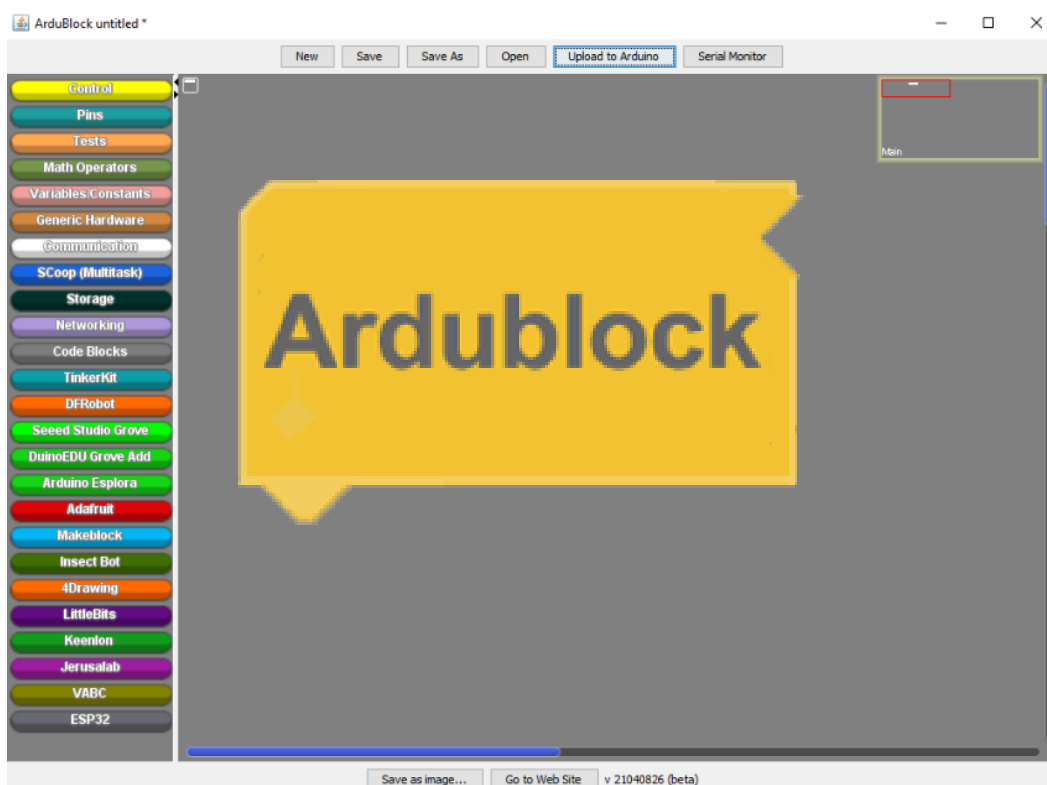 ArduBlock untitled *
New Save Save As Open Upload to Arduino Serial Monitor
Control
Pins
Tests
Math Operators
Variables/Constants
Generic Hardware
Communication
SCoop (Multitask)
Storage
Networking
Code Blocks
TinkerKit
DFRobot
Seeed Studio Grove
DuinoEDU Grove Add
Arduino Esplora
Adafruit
Makeblock
Insect Bot
4Drawing
LittleBits
Keenlon
Jerusalab
VABC
ESP32
Main
Ardublock
Save as image... Go to Web Site v 21040826 (beta)